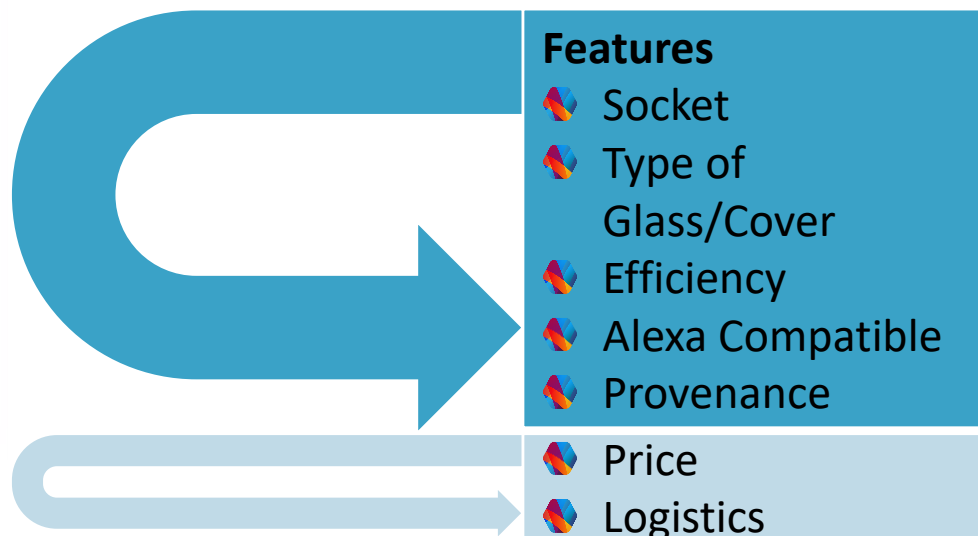 Features
Socket
Type of
Glass/Cover
Efficiency
Alexa Compatible
Provenance
Price
Logistics